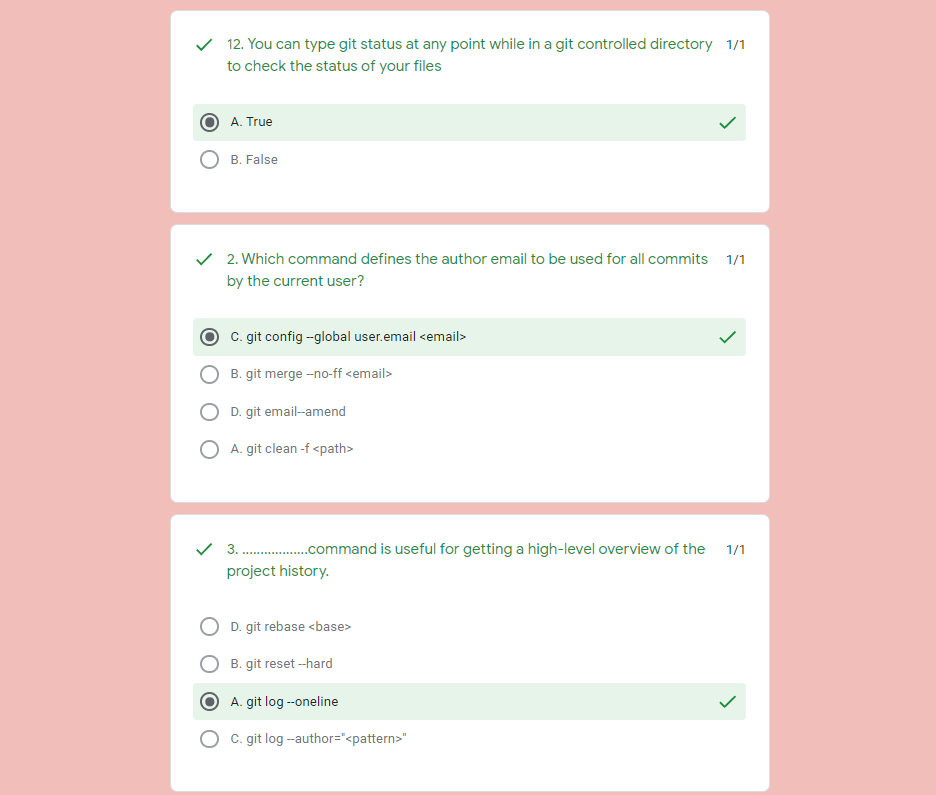 12. You can type git status at any point while in a git controlled directory 1/1
to check the status of your files
A. True
B. False
2. Which command defines the author email to be used for all commits 1/1
by the current user?
C. git config --global user.email <email>
B. git merge --no-ff <email>
D. git email--amend
A. git clean -f <path>
3. ..................command is useful for getting a high-level overview of the 1/1
project history.
D. git rebase <base>
B. git reset --hard
A. git log --oneline
C. git log --author="<pattern>"